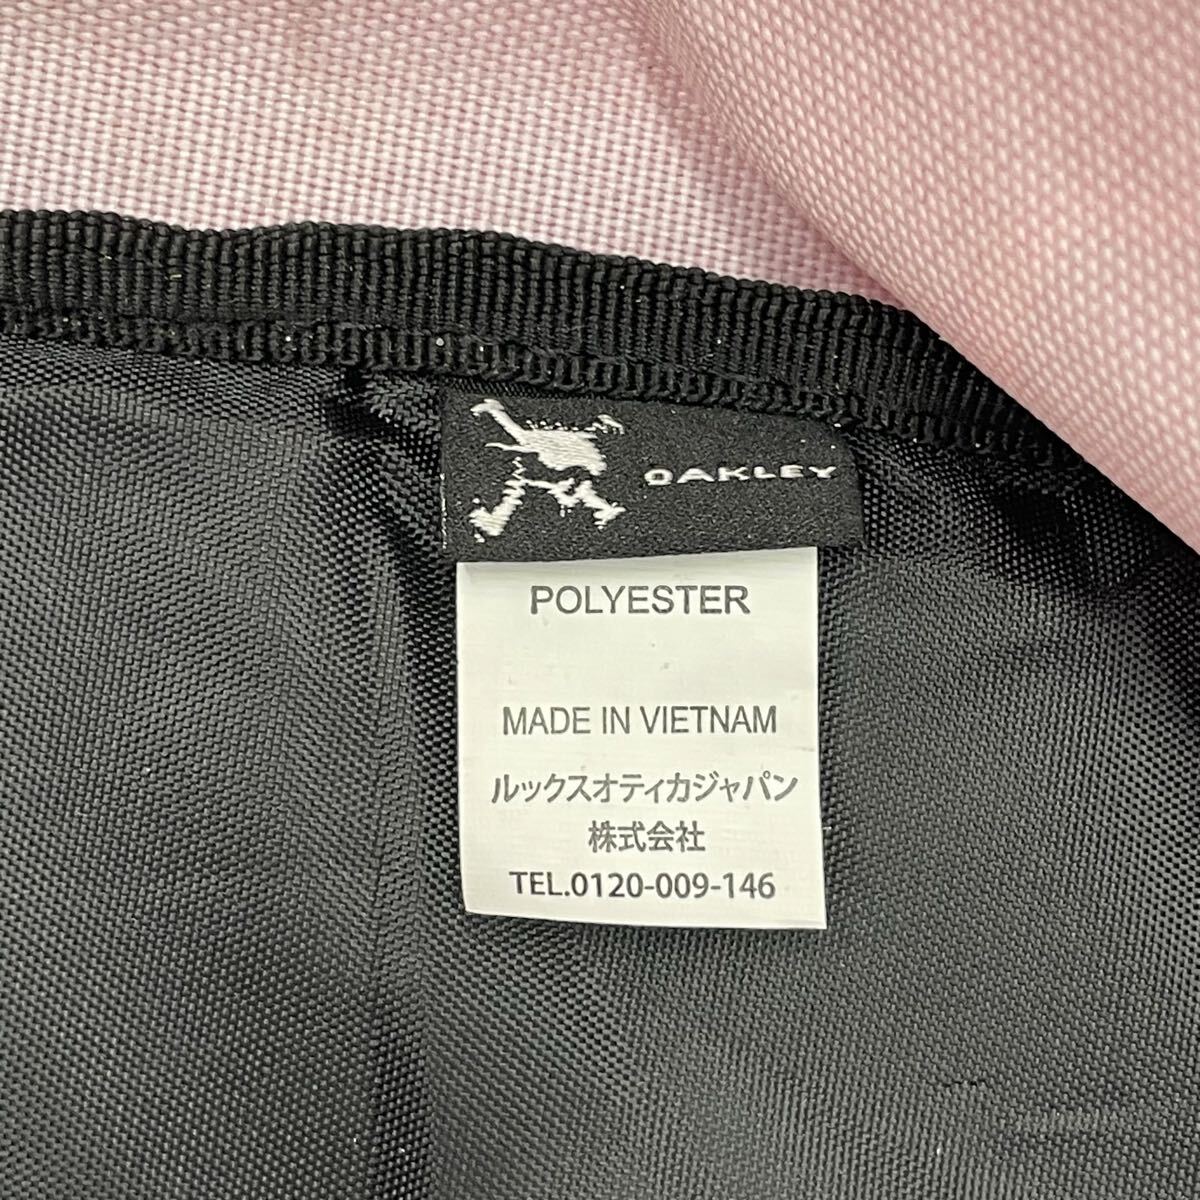 OAKLEY
POLYESTER
MADE IN VIETNAM
ルックスオティカジャパン
株式会社
TEL.0120-009-146